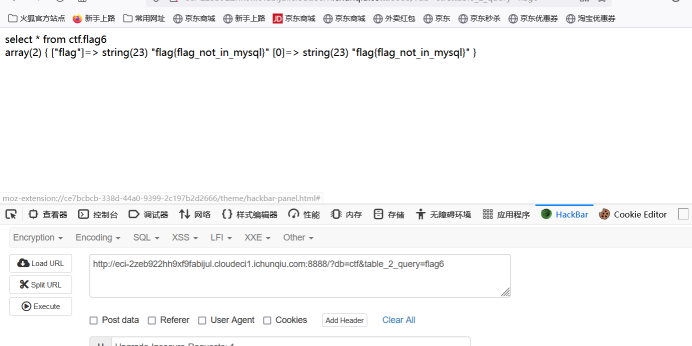 火狐官方站点 新手上路 常用网址 京东商城 新手上路 京东商城 JD 京东商城 京东商城 外卖红包 京东 京东秒杀 京东优惠券 淘宝优惠券
select * from ctf.flag6
array(2) { ["flag"]=> string(23) "flag{flag_not_in_mysql}" [0]=> string(23) "flag{flag_not_in_mysql}" }
moz-extension://ce7bcbcb-338d-44a0-9399-2c197b2d2666/theme/hackbar-panel.html#
查看器 控制台 调试器 网络 样式编辑器 性能 内存 存储 无障碍环境 应用程序 HackBar Cookie Editor
Encryption Encoding SQL XSS LFI XXE Other
Load URL
http://eci-2zeb922hh9xf9fabijul.cloudeci1.ichunqiu.com:8888/?db=ctf&table_2_query=flag6
Split URL
Execute
Post data Referer User Agent Cookies Add Header Clear All